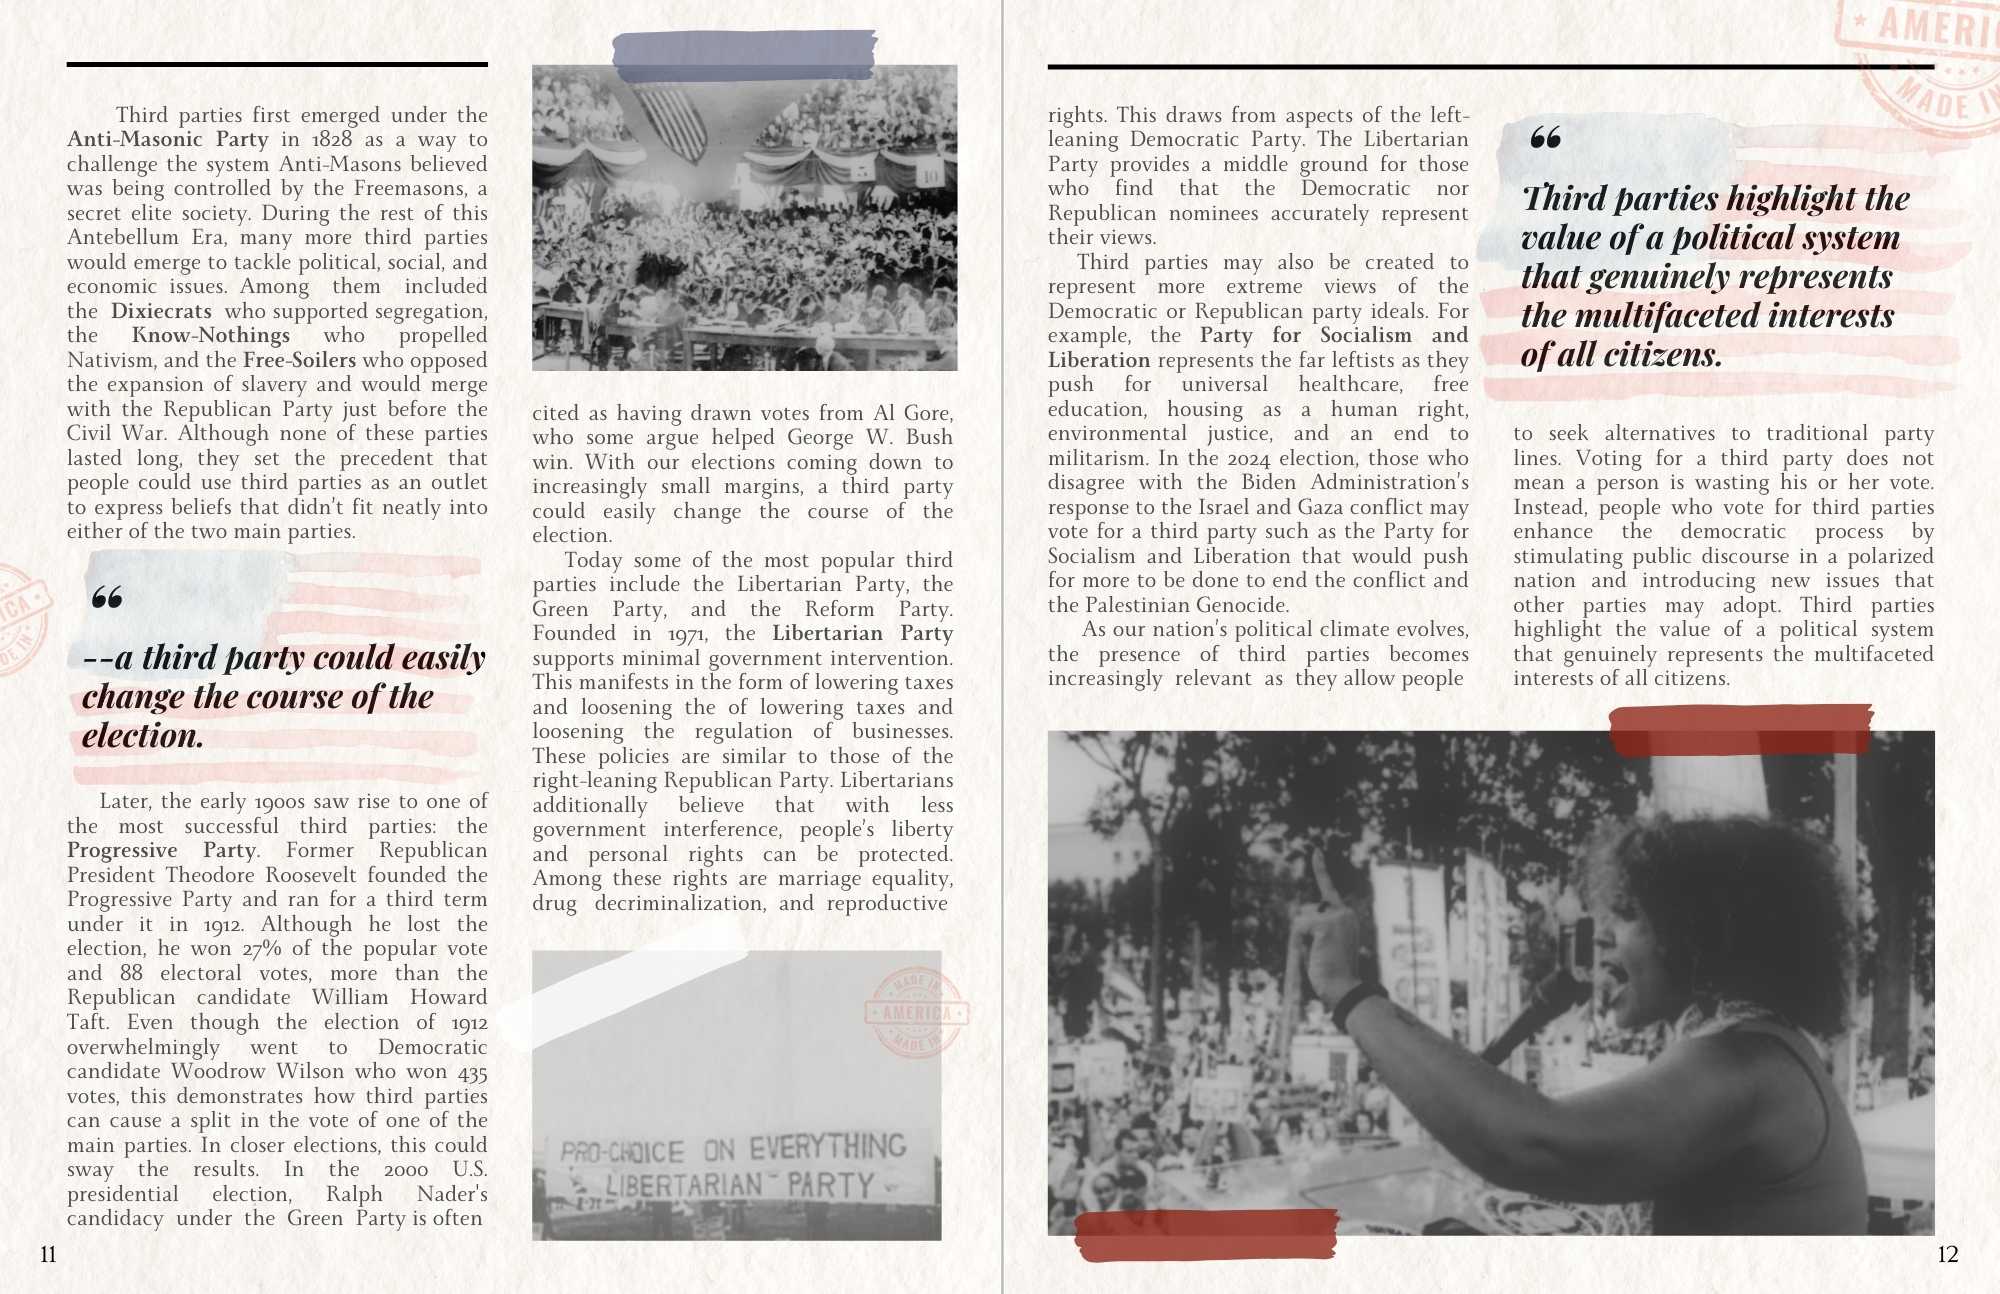 Third parties first emerged under the
Anti-Masonic Party in 1828 as a way to
challenge the system Anti-Masons believed
was being controlled by the Freemasons, a
secret elite society. During the rest of this
Antebellum Era, many more third parties
would emerge to tackle political, social, and
economic issues. Among them included
the Dixiecrats who supported segregation,
the Know-Nothings who propelled
Nativism, and the Free-Soilers who opposed
the expansion of slavery and would merge
with the Republican Party just before the
Civil War. Although none of these parties
lasted long, they set the precedent that
people could use third parties as an outlet
to express beliefs that didn't fit neatly into
either of the two main parties.
“
--a third party could easily
change the course of the
election.
Later, the early 1900s saw rise to one of
the most successful third parties: the
Progressive Party. Former Republican
President Theodore Roosevelt founded the
Progressive Party and ran for a third term
under it in 1912. Although he lost the
election, he won 27% of the popular vote
and 88 electoral votes, more than the
Republican candidate William Howard
Taft. Even though the election of 1912
overwhelmingly went to Democratic
candidate Woodrow Wilson who won 435
votes, this demonstrates how third parties
can cause a split in the vote of one of the
main parties. In closer elections, this could
sway the results. In the 2000 U.S.
presidential election, Ralph Nader's
candidacy under the Green Party is often
11
10
cited as having drawn votes from Al Gore,
who some argue helped George W. Bush
win. With our elections coming down to
increasingly small margins, a third party
could easily change the course of the
election.
Today some of the most popular third
parties include the Libertarian Party, the
Green Party, and the Reform Party.
Founded in 1971, the Libertarian Party
supports minimal government intervention.
This manifests in the form of lowering taxes
and loosening the of lowering taxes and
loosening the regulation of businesses.
These policies are similar to those of the
right-leaning Republican Party. Libertarians
additionally believe that with less
government interference, people's liberty
and personal rights can be protected.
Among these rights are marriage equality,
drug decriminalization, and reproductive
MADE IN
AMERICA
MADE IN
PRO-CHOICE ON EVERYTHING
LIBERTARIAN PARTY
rights. This draws from aspects of the left-
leaning Democratic Party. The Libertarian
Party provides a middle ground for those
who find that the Democratic nor
Republican nominees accurately represent
their views.
Third parties may also be created to
represent more extreme views of the
Democratic or Republican party ideals. For
example, the Party for Socialism and
Liberation represents the far leftists as they
push for universal healthcare, free
education, housing as a human right,
environmental justice, and an end to
militarism. In the 2024 election, those who
disagree with the Biden Administration's
response to the Israel and Gaza conflict may
vote for a third party such as the Party for
Socialism and Liberation that would push
for more to be done to end the conflict and
the Palestinian Genocide.
As our nation's political climate evolves,
the presence of third parties becomes
increasingly relevant as they allow people
AMERIC
MADE IN
“
Third parties highlight the
value of a political system
that genuinely represents
the multifaceted interests
of all citizens.
to seek alternatives to traditional party
lines. Voting for a third party does not
mean a person is wasting his or her vote.
Instead, people who vote for third parties
enhance the democratic process by
stimulating public discourse in a polarized
nation and introducing new issues that
other parties may adopt. Third parties
highlight the value of a political system
that genuinely represents the multifaceted
interests of all citizens.
12